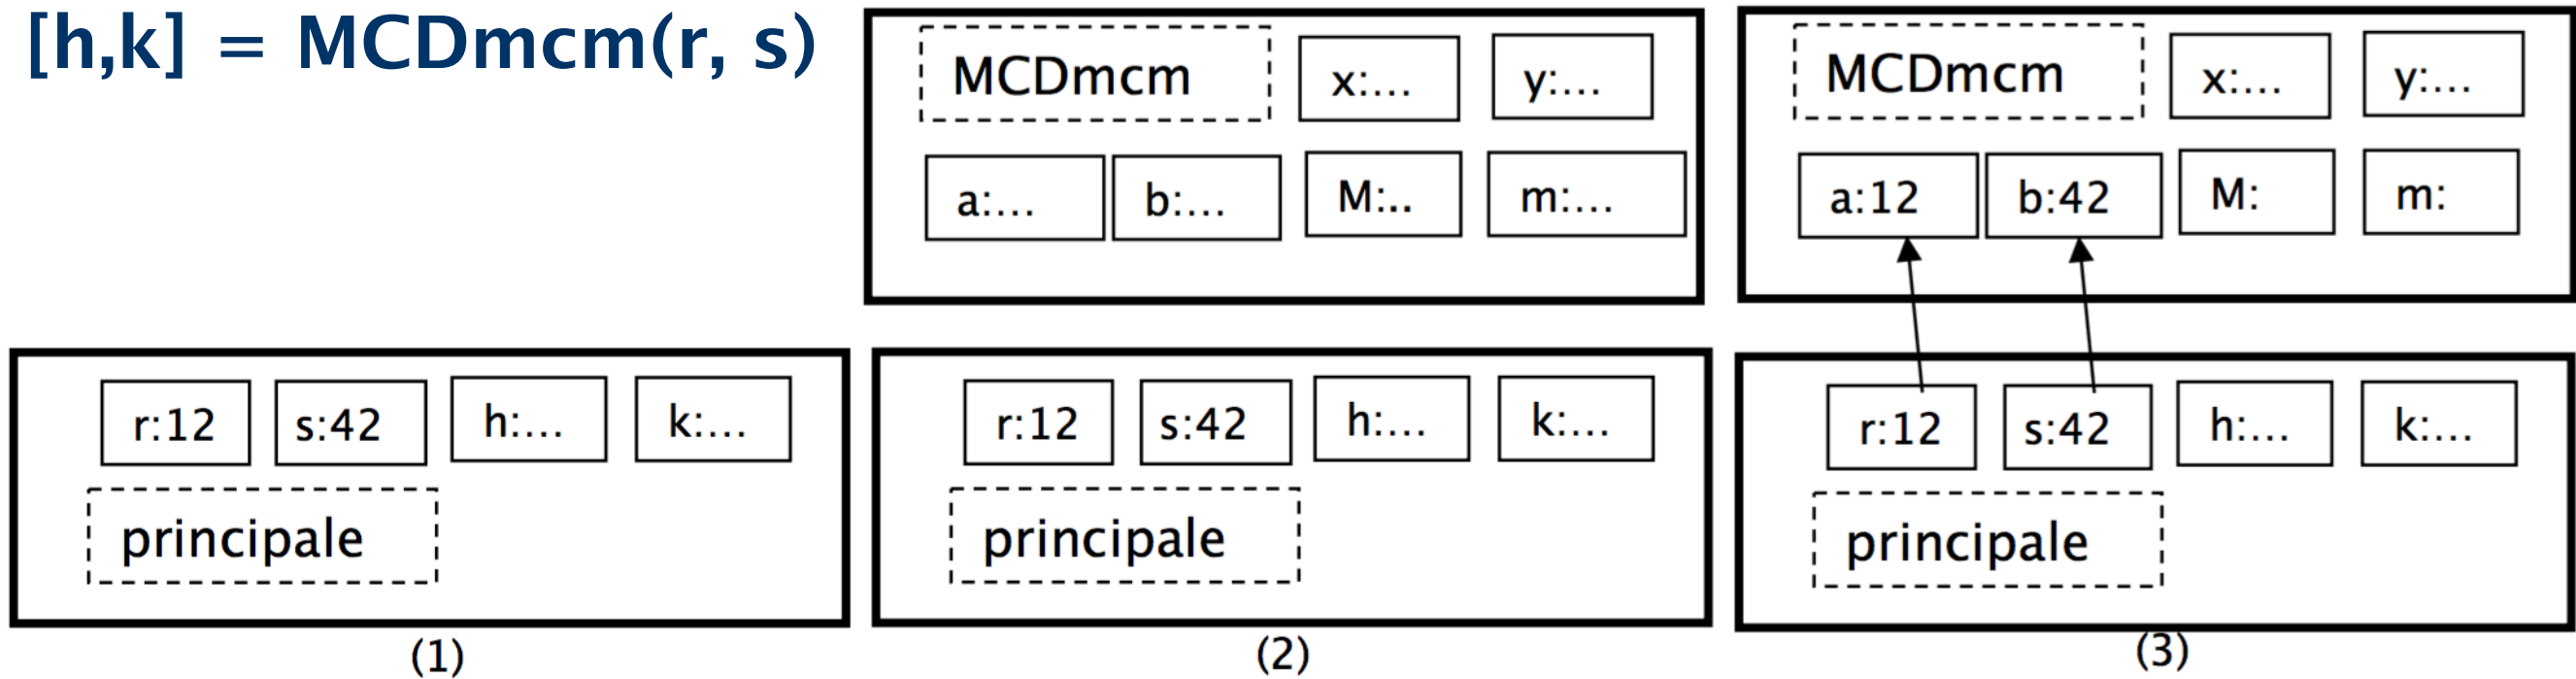 [h,k] = MCDmcm(r, s)
MCDmcm x:... y:...
a:... b:... M:.. m:...
MCDmcm x:... y:...
a:12 b:42 M: m:
r:12 s:42 h:... k:...
principale
(1)
r:12 s:42 h:... k:...
principale
(2)
r:12 s:42 h:... k:...
principale
(3)